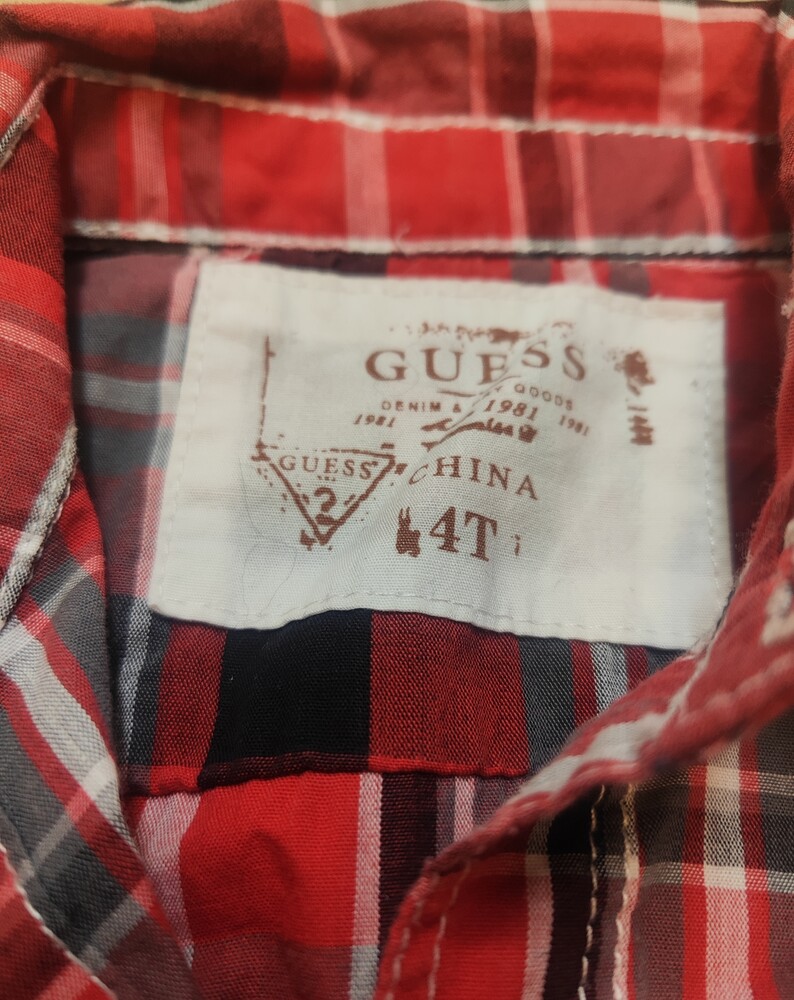 GUESS
GOODS
DENIM & 1981
1981 1981
GUESS CHINA
?
4T